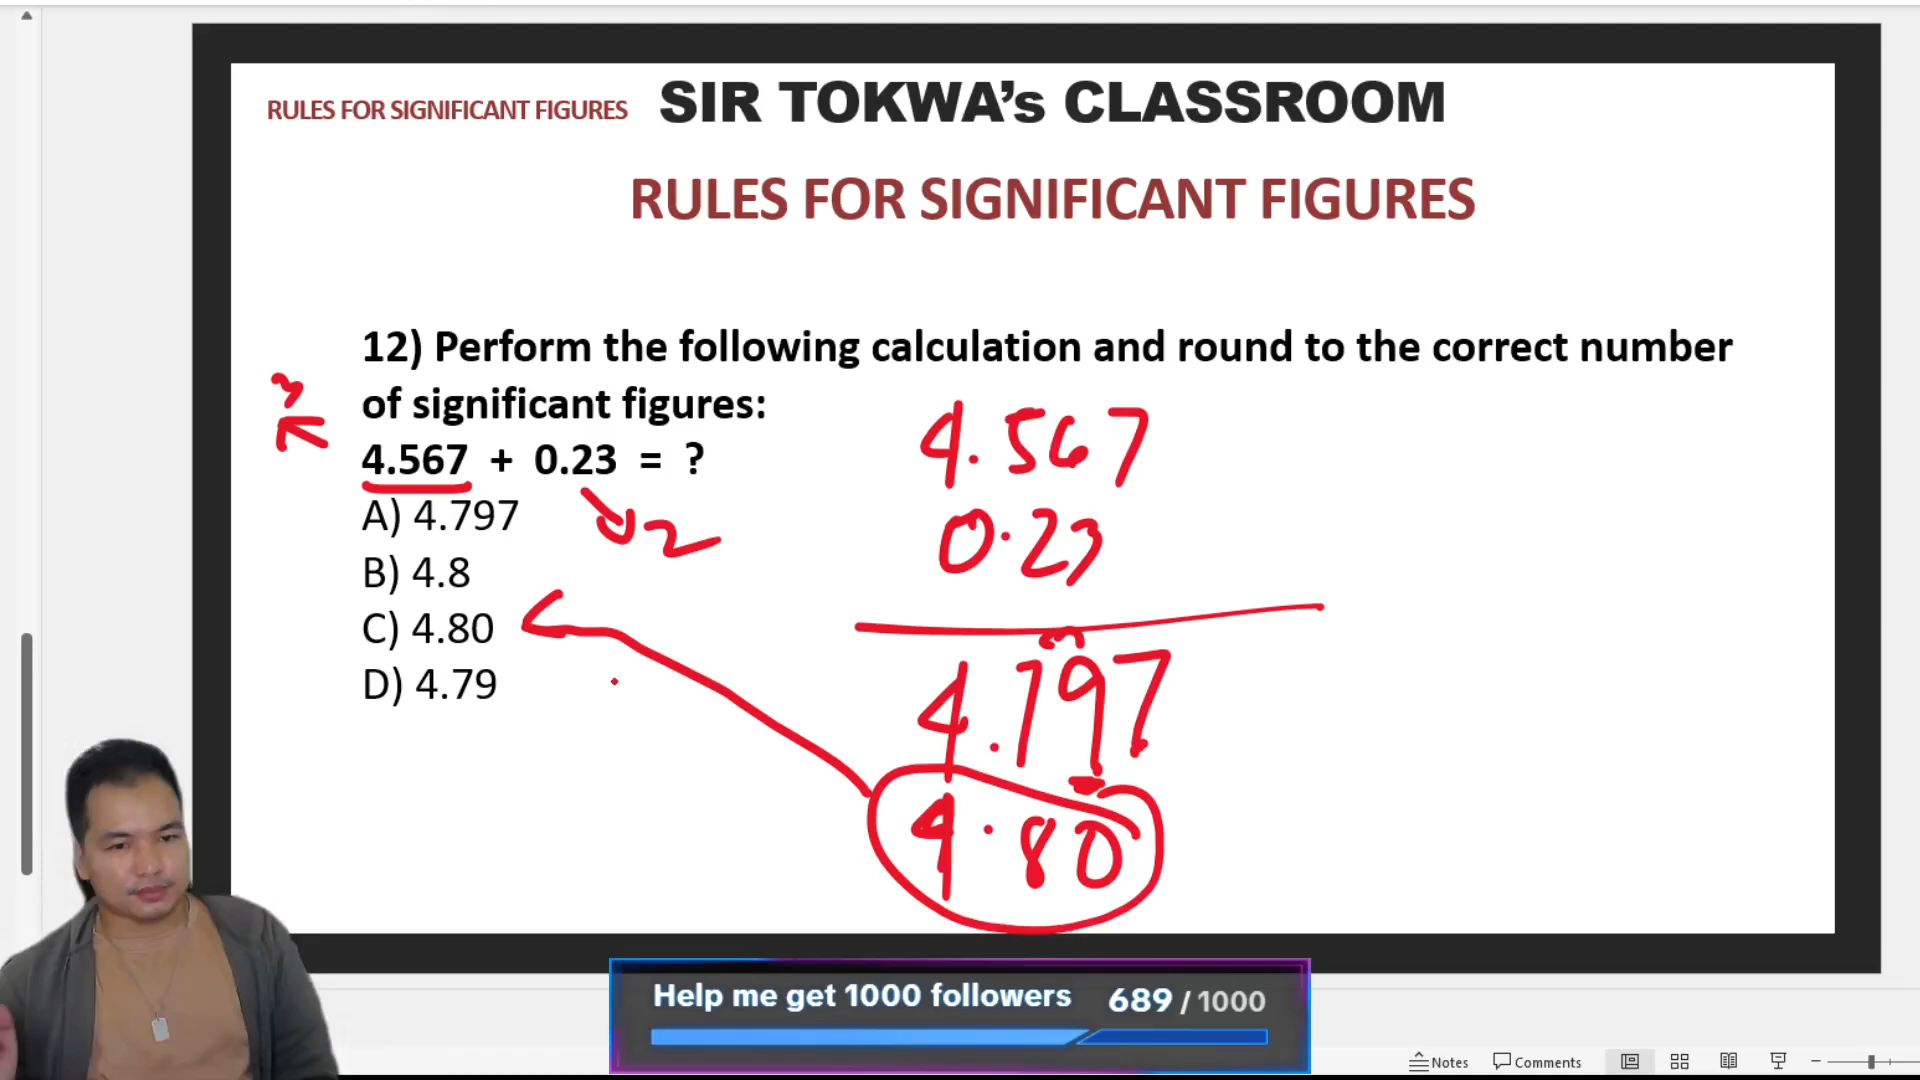 RULES FOR SIGNIFICANT FIGURES
SIR TOKWA’s CLASSROOM
RULES FOR SIGNIFICANT FIGURES
12) Perform the following calculation and round to the correct number
of significant figures:
4.567 + 0.23 = ?
A) 4.797
B) 4.8
C) 4.80
D) 4.79
3
2
4.567
0.23
4.797
4.80
Help me get 1000 followers 689 / 1000
Notes Comments